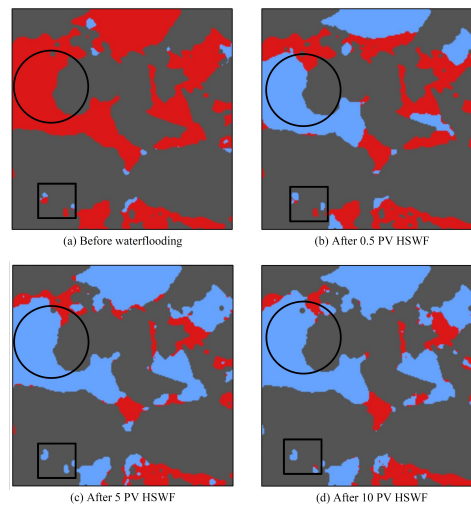 (a) Before waterflooding
(b) After 0.5 PV HSWF
(c) After 5 PV HSWF
(d) After 10 PV HSWF